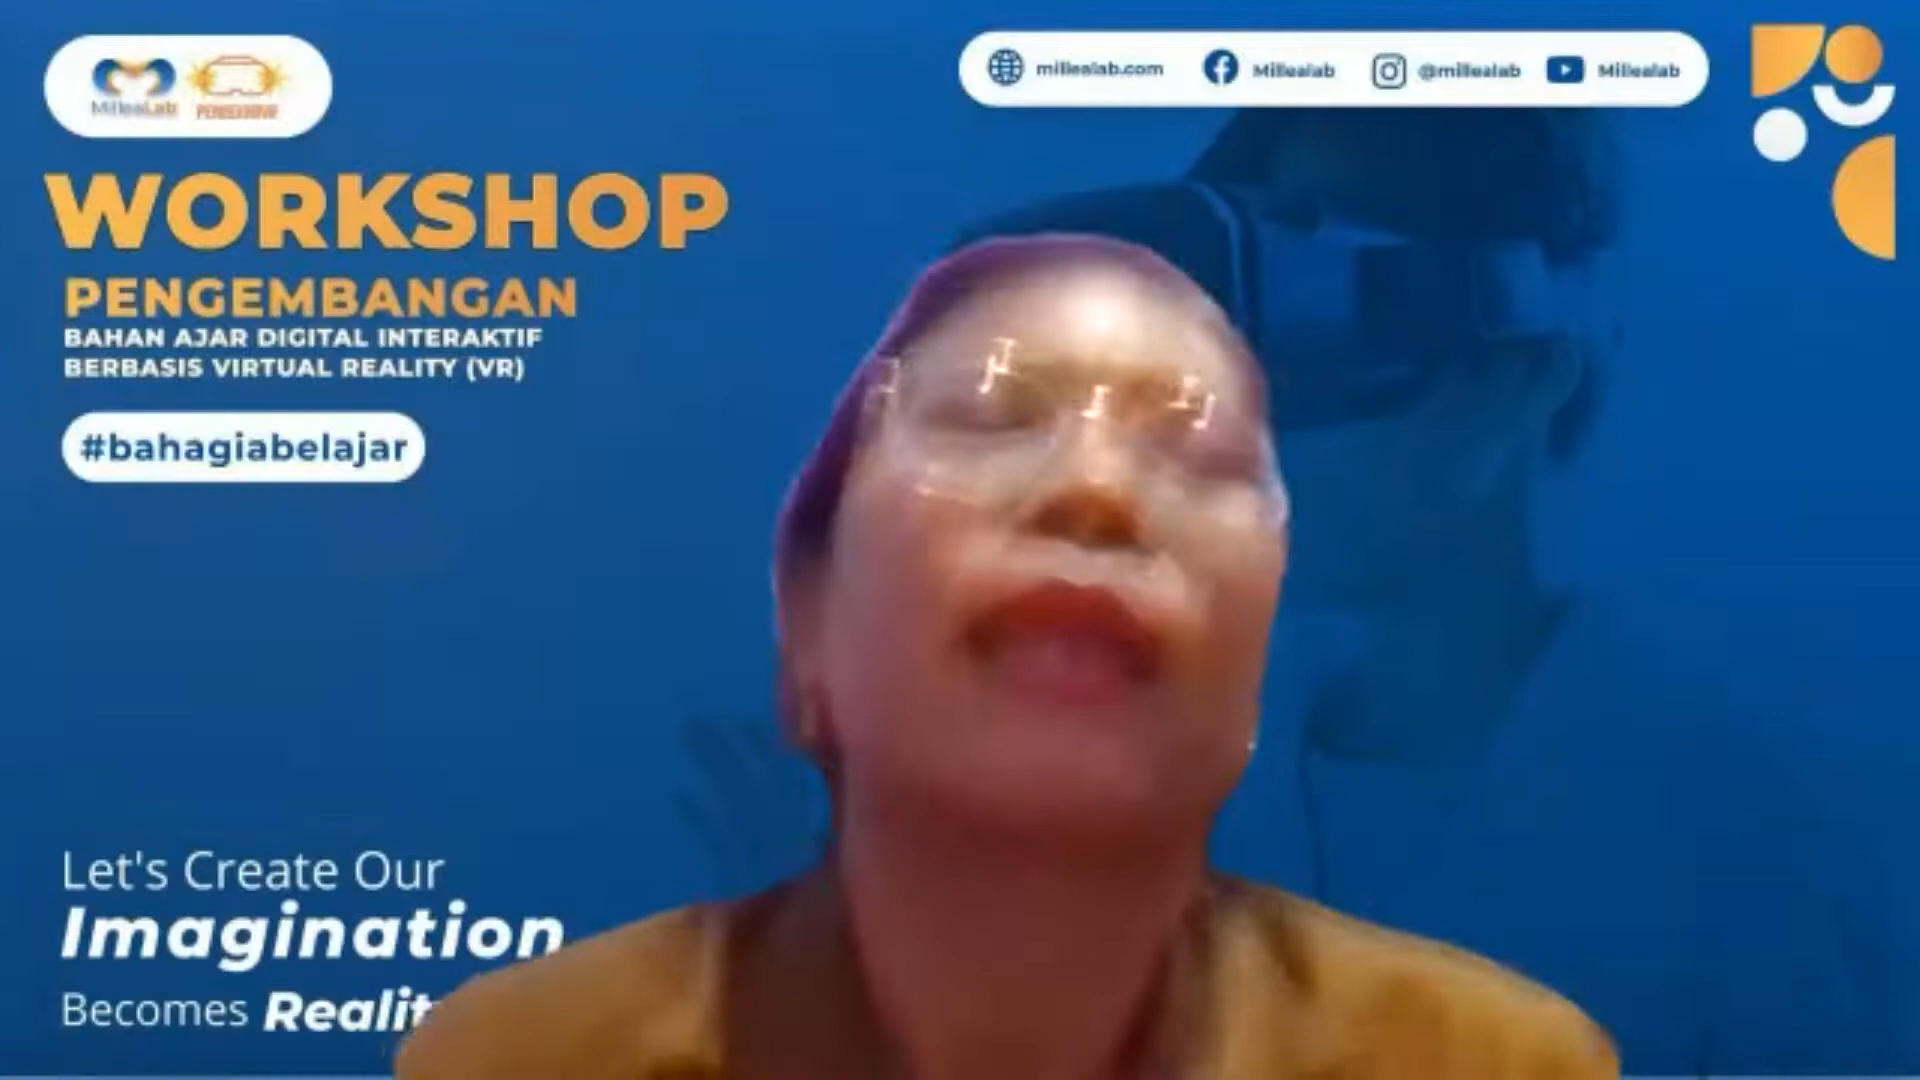 MilleaLab
millealab.com
Millealab
@millealab
Millealab
WORKSHOP
PENGEMBANGAN
BAHAN AJAR DIGITAL INTERAKTIF
BERBASIS VIRTUAL REALITY (VR)
#bahagiabelajar
Let's Create Our
Imagination
Becomes Realit